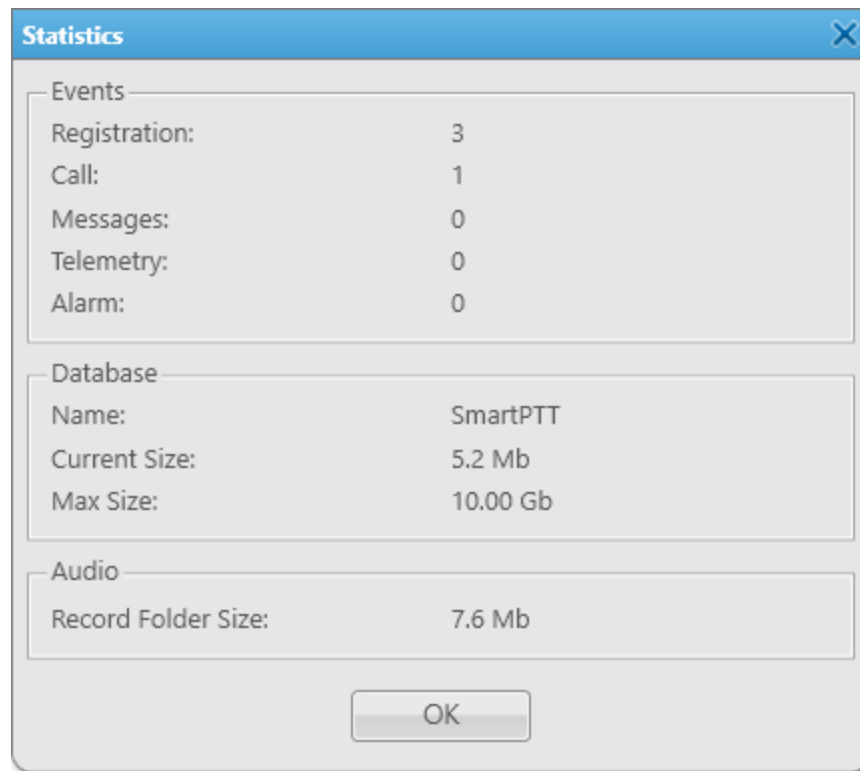 Statistics
Events
Registration: 3
Call: 1
Messages: 0
Telemetry: 0
Alarm: 0
Database
Name: SmartPTT
Current Size: 5.2 Mb
Max Size: 10.00 Gb
Audio
Record Folder Size: 7.6 Mb
OK